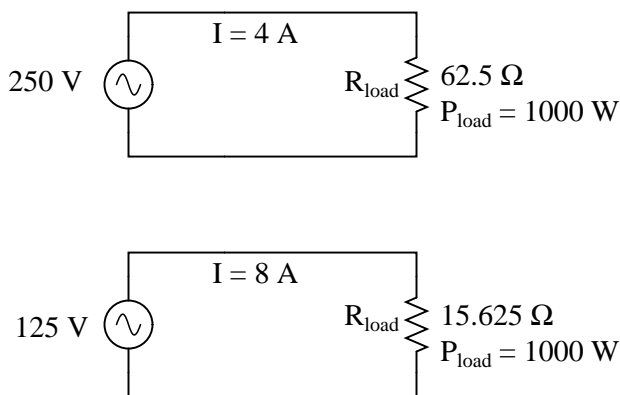 I = 4 A
250 V
R_load
62.5 Ω
P_load = 1000 W
I = 8 A
125 V
R_load
15.625 Ω
P_load = 1000 W